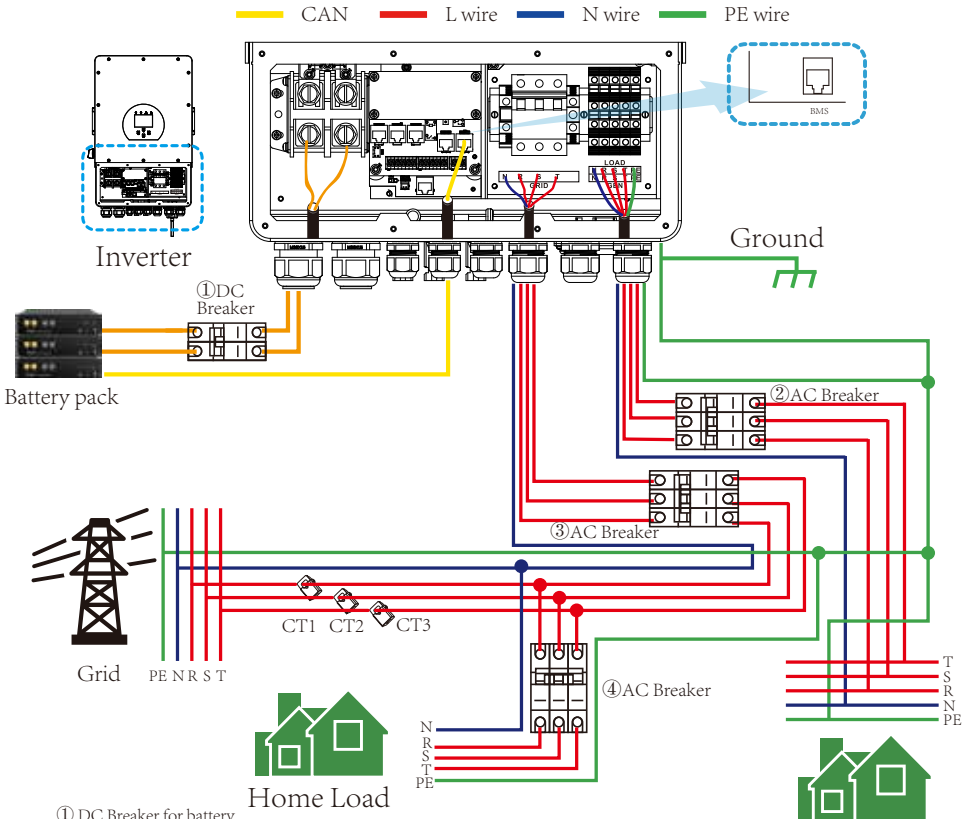 CAN
L wire
N wire
PE wire
BMS
LOAD
GEN
N R S T
GRID
Inverter
Ground
①DC
Breaker
Battery pack
②AC Breaker
③AC Breaker
CT1 CT2 CT3
Grid
PE N R S T
④AC Breaker
T
S
R
N
PE
N
R
S
T
PE
Home Load
① DC Breaker for battery